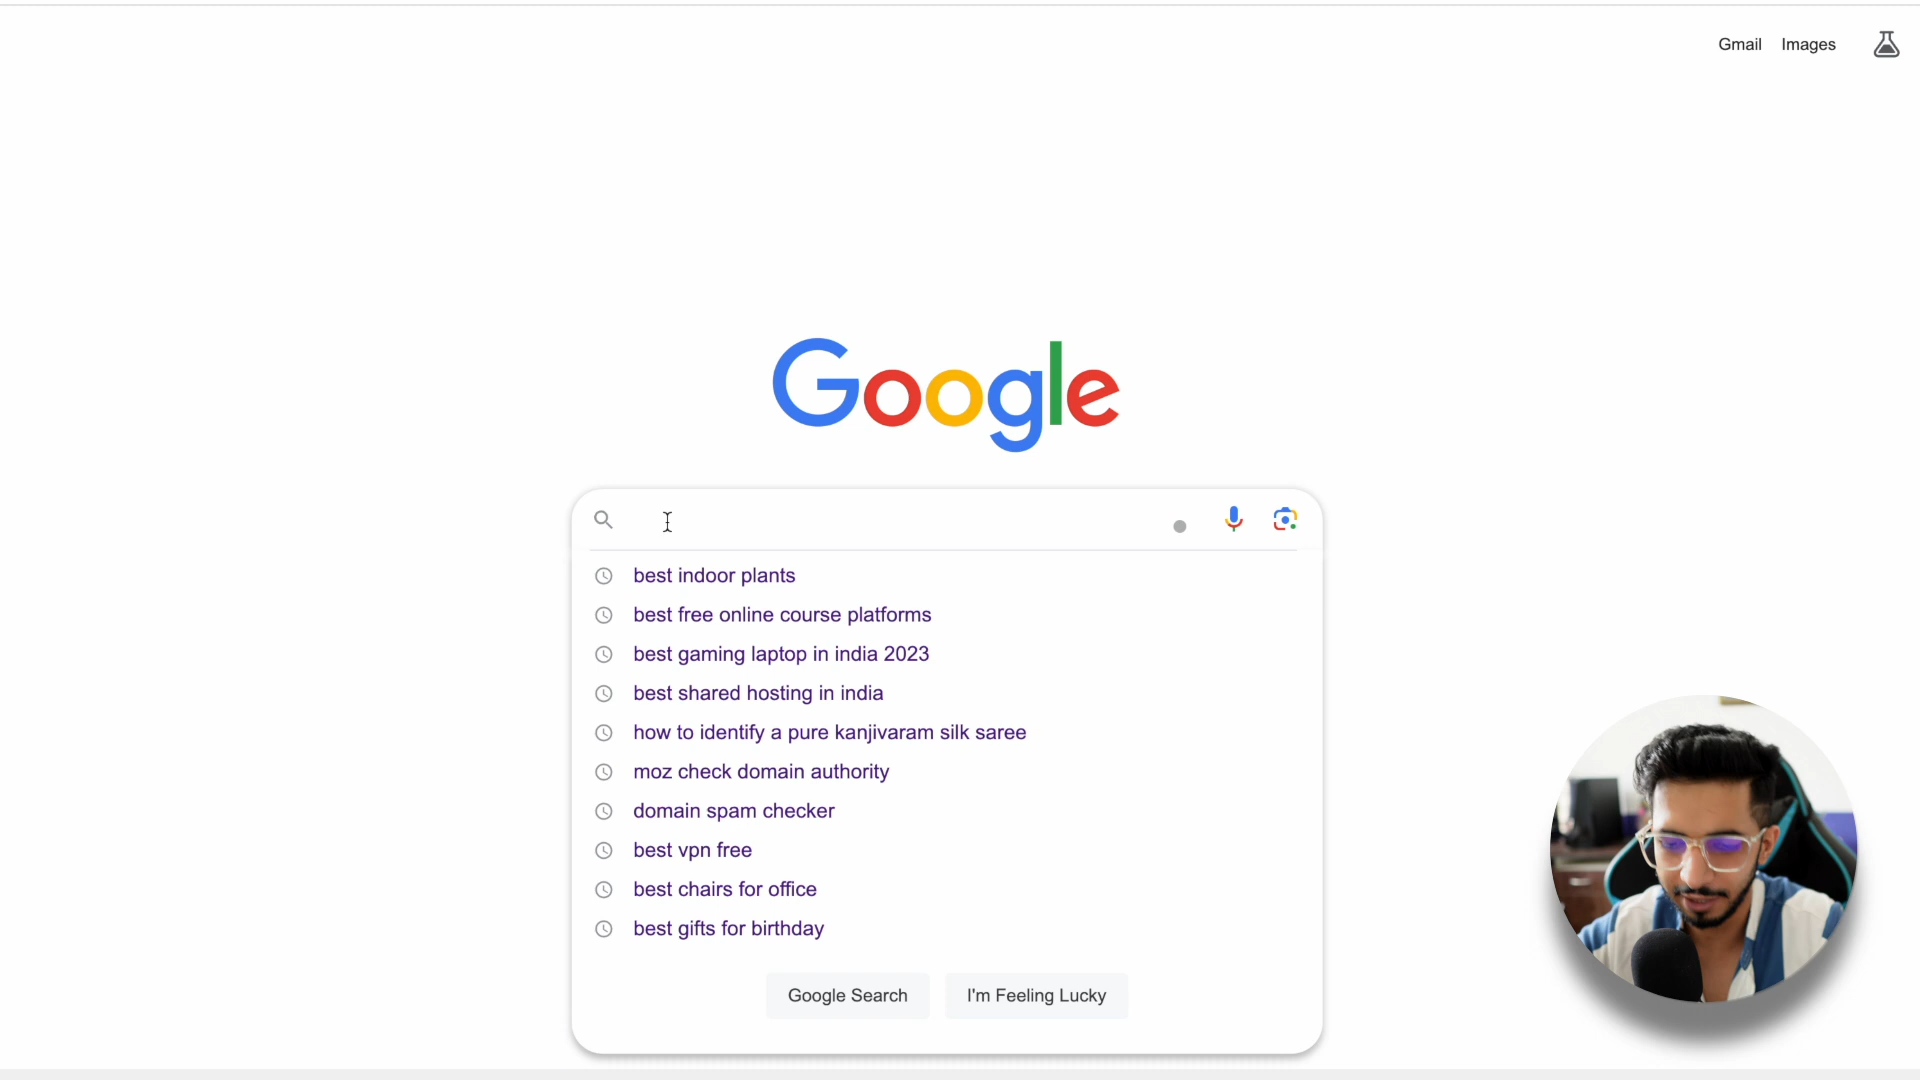 Gmail Images
Google
best indoor plants
best free online course platforms
best gaming laptop in india 2023
best shared hosting in india
how to identify a pure kanjivaram silk saree
moz check domain authority
domain spam checker
best vpn free
best chairs for office
best gifts for birthday
Google Search I'm Feeling Lucky